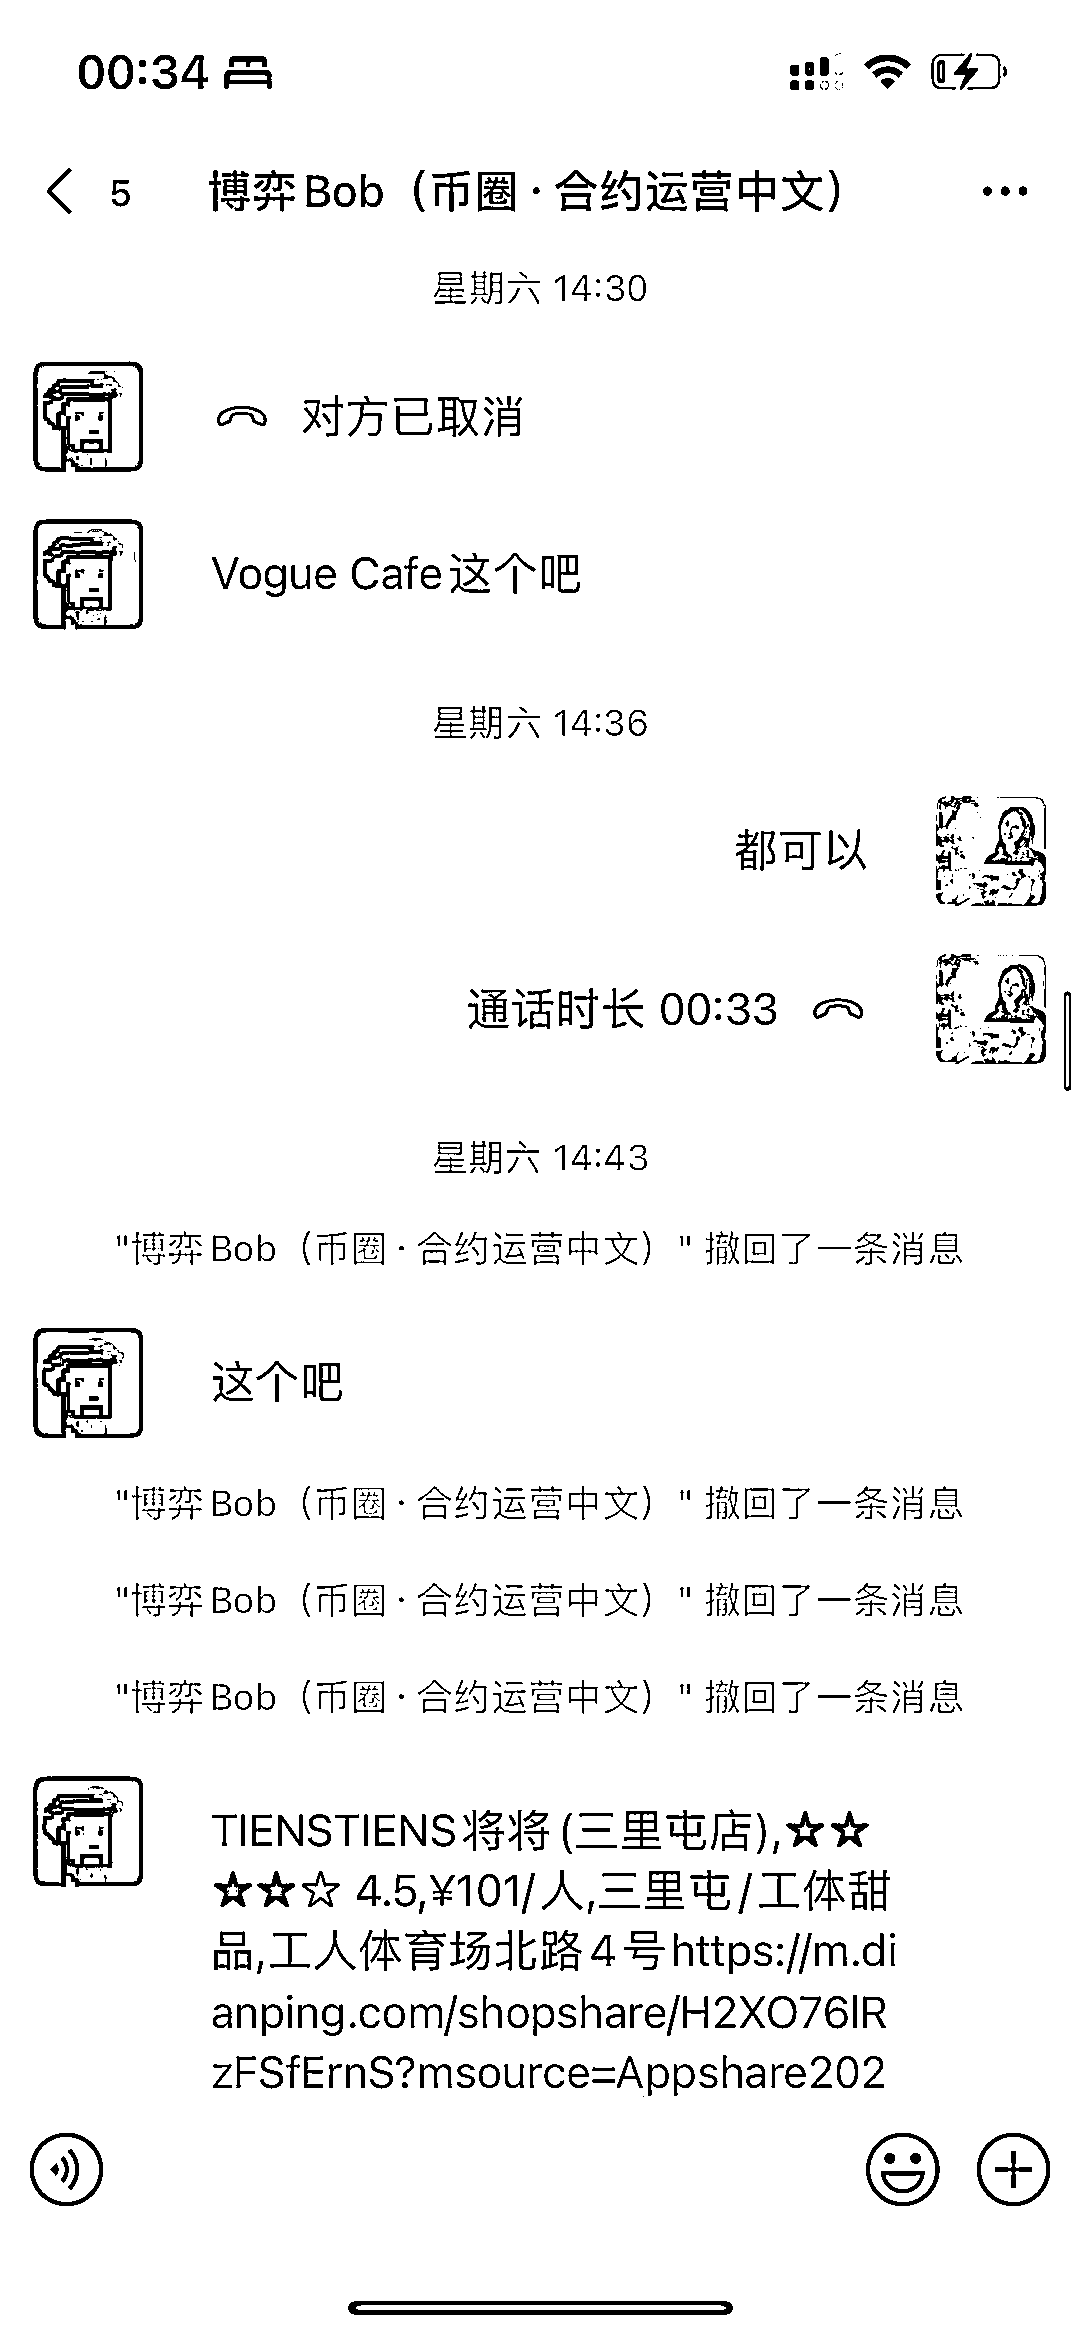 00:34
5 博弈Bob（币圈·合约运营中文）
星期六 14:30
对方已取消
Vogue Cafe这个吧
星期六 14:36
都可以
通话时长 00:33
星期六 14:43
"博弈Bob（币圈·合约运营中文）" 撤回了一条消息
这个吧
"博弈Bob（币圈·合约运营中文）" 撤回了一条消息
"博弈Bob（币圈·合约运营中文）" 撤回了一条消息
"博弈Bob（币圈·合约运营中文）" 撤回了一条消息
TIENSTIENS将将(三里屯店),★★
★★☆ 4.5,¥101/人,三里屯/工体甜
品,工人体育场北路4号https://m.di
anping.com/shopshare/H2XO76lR
zFSfErnS?msource=Appshare202